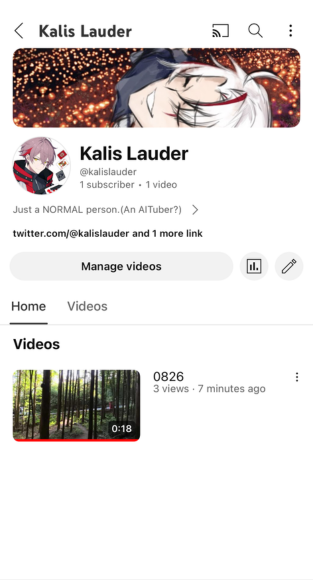 Kalis Lauder
Kalis Lauder
@kalislauder
1 subscriber • 1 video
Just a NORMAL person.(An AITuber?)
twitter.com/@kalislauder and 1 more link
Manage videos
Home Videos
Videos
0826
3 views · 7 minutes ago
0:18